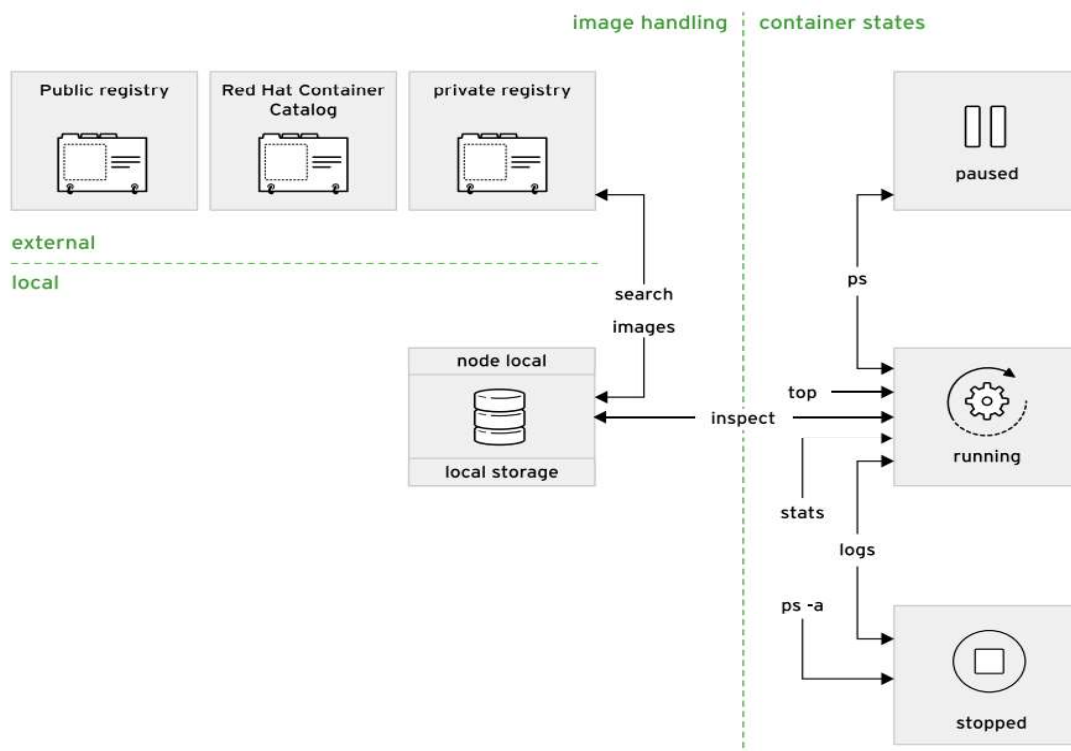 image handling
container states
Public registry
Red Hat Container
Catalog
private registry
paused
external
local
ps
search
images
node local
top
inspect
running
local storage
stats
logs
ps -a
stopped